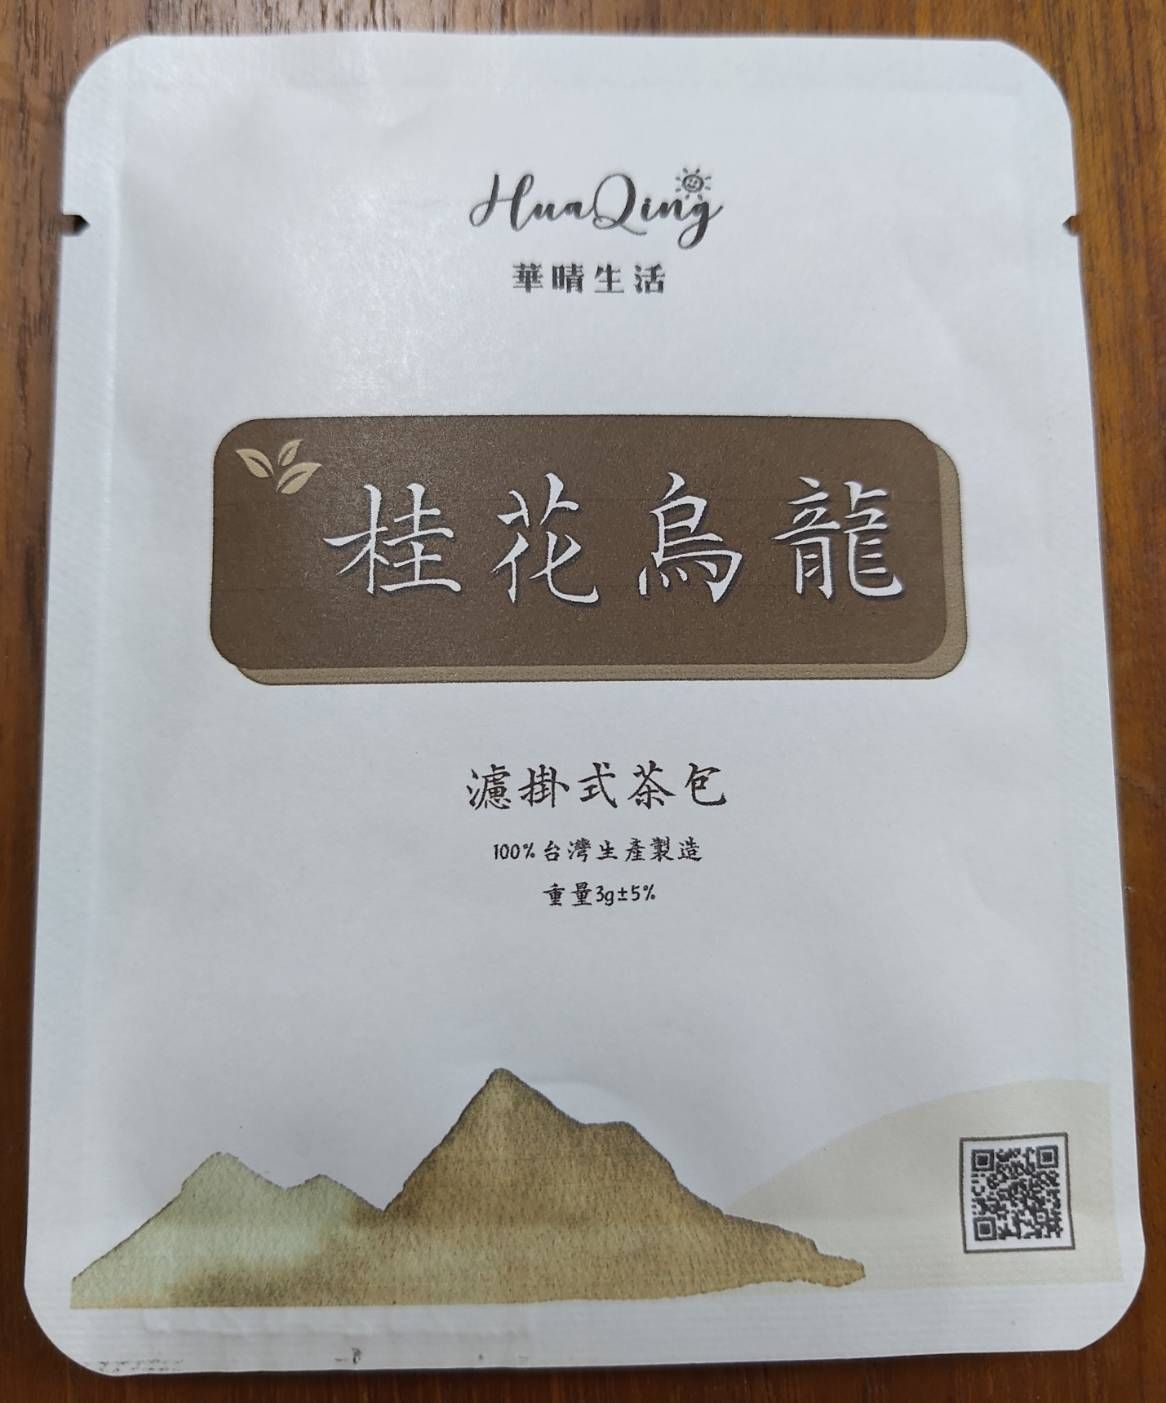 HuaQing
華晴生活
桂花烏龍
濾掛式茶包
100%台灣生產製造
重量3g±5%